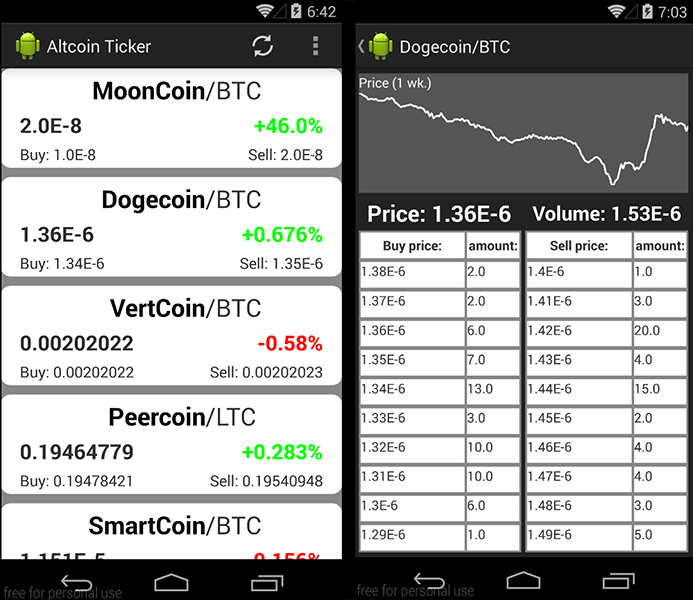 6:42
Altcoin Ticker
MoonCoin/BTC
2.0E-8 +46.0%
Buy: 1.0E-8 Sell: 2.0E-8
Dogecoin/BTC
1.36E-6 +0.676%
Buy: 1.34E-6 Sell: 1.35E-6
VertCoin/BTC
0.00202022 -0.58%
Buy: 0.00202022 Sell: 0.00202023
Peercoin/LTC
0.19464779 +0.283%
Buy: 0.19478421 Sell: 0.19540948
SmartCoin/BTC
1.151E-5 -0.156%
free for personal use
7:03
Dogecoin/BTC
Price (1 wk.)
Price: 1.36E-6 Volume: 1.53E-6
Buy price: amount: Sell price: amount:
1.38E-6 2.0 1.4E-6 1.0
1.37E-6 2.0 1.41E-6 3.0
1.36E-6 6.0 1.42E-6 20.0
1.35E-6 7.0 1.43E-6 4.0
1.34E-6 13.0 1.44E-6 15.0
1.33E-6 3.0 1.45E-6 2.0
1.32E-6 10.0 1.46E-6 4.0
1.31E-6 10.0 1.47E-6 4.0
1.3E-6 6.0 1.48E-6 3.0
1.29E-6 1.0 1.49E-6 5.0
free for personal use